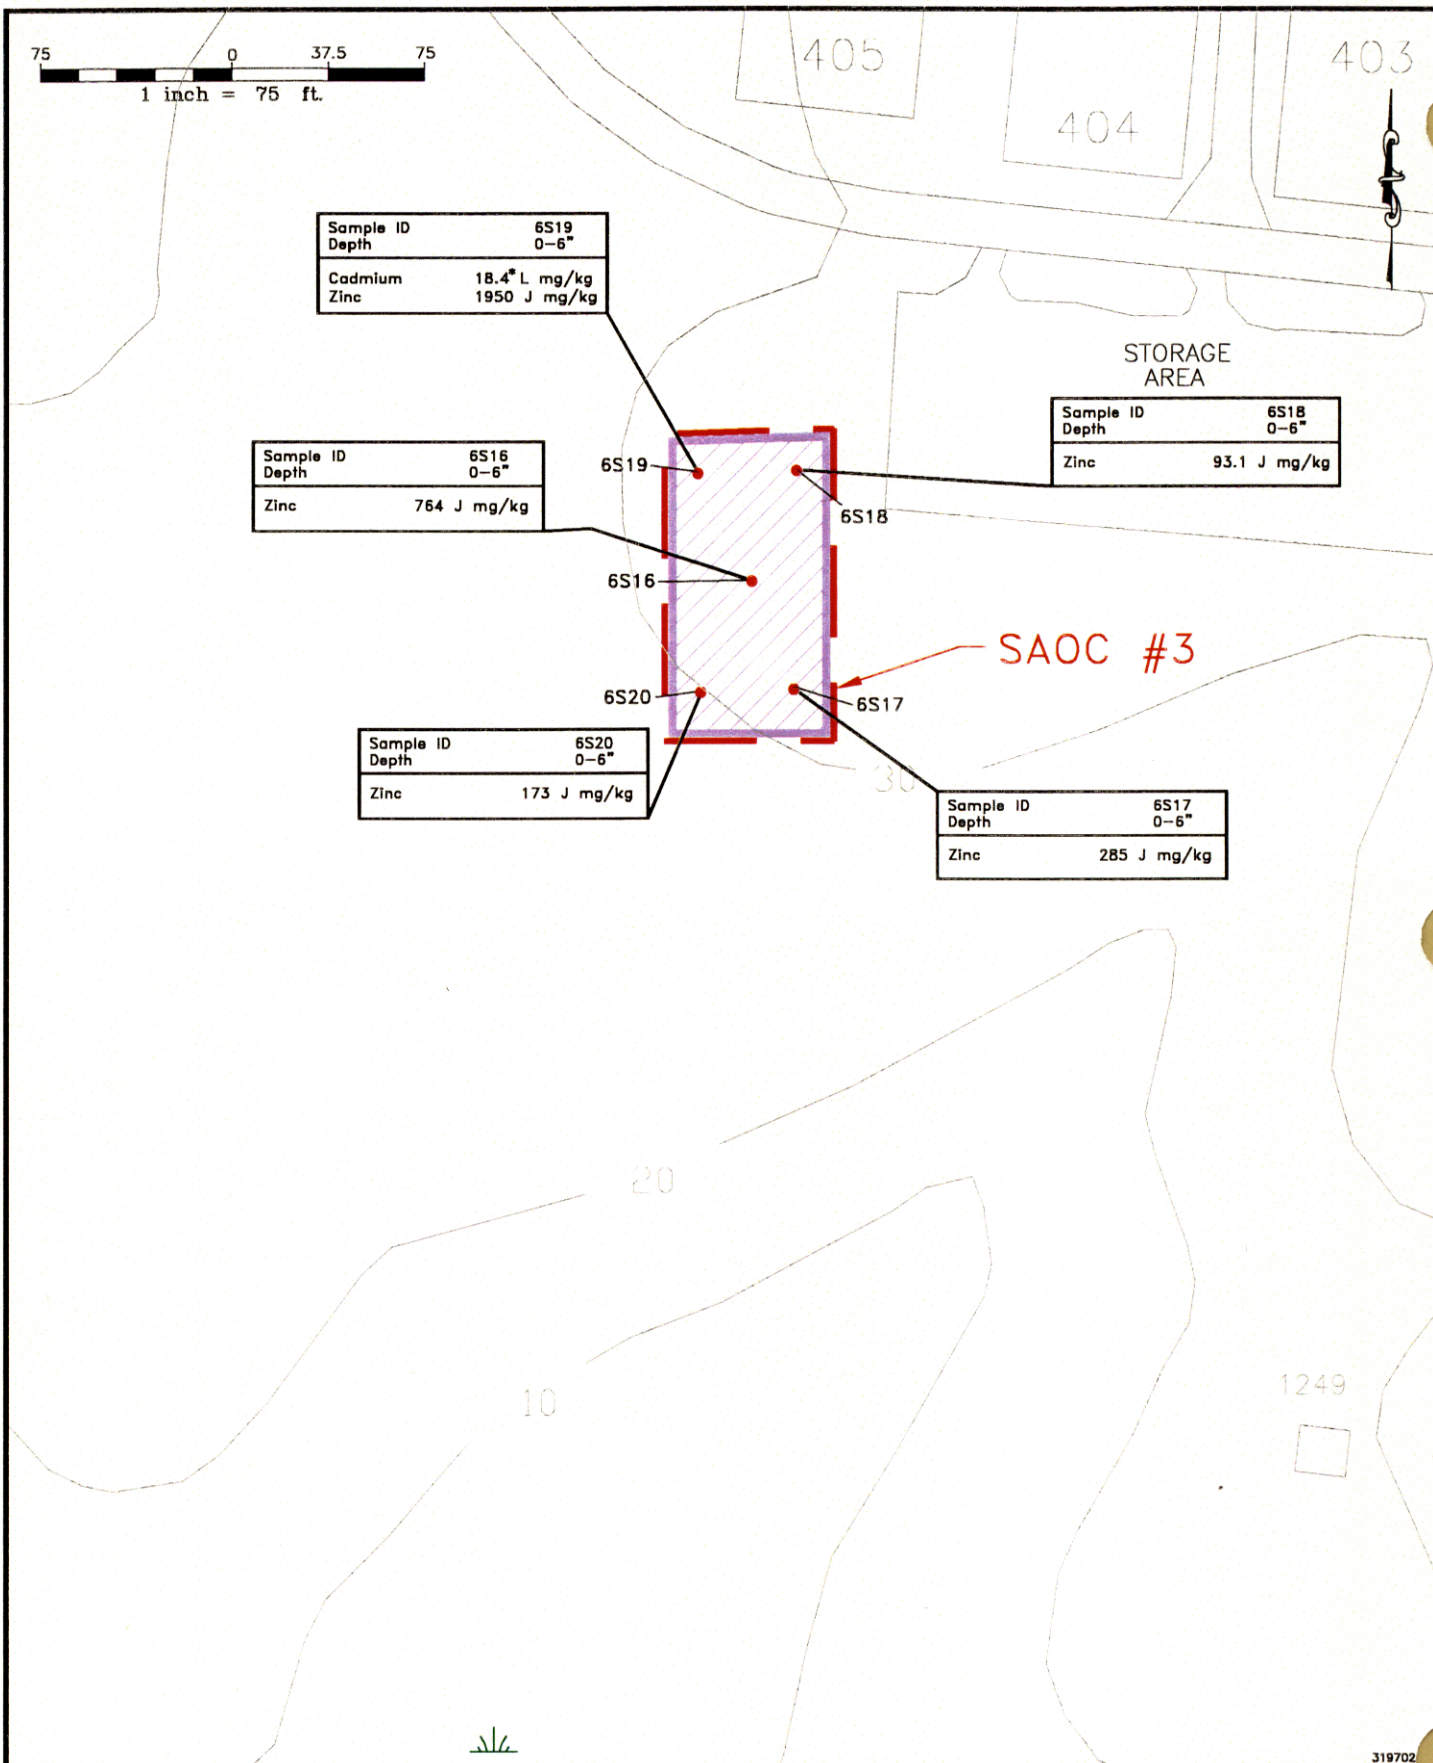 75 0 37.5 75
1 inch = 75 ft.
405
403
404
Sample ID 6S19
Depth 0-6"
Cadmium 18.4* L mg/kg
Zinc 1950 J mg/kg
STORAGE
AREA
Sample ID 6S18
Depth 0-6"
Zinc 93.1 J mg/kg
Sample ID 6S16
Depth 0-6"
Zinc 764 J mg/kg
6S19
6S18
6S16
SAOC #3
6S20
6S17
Sample ID 6S20
Depth 0-6"
Zinc 173 J mg/kg
30
Sample ID 6S17
Depth 0-6"
Zinc 285 J mg/kg
20
10
1249
319702